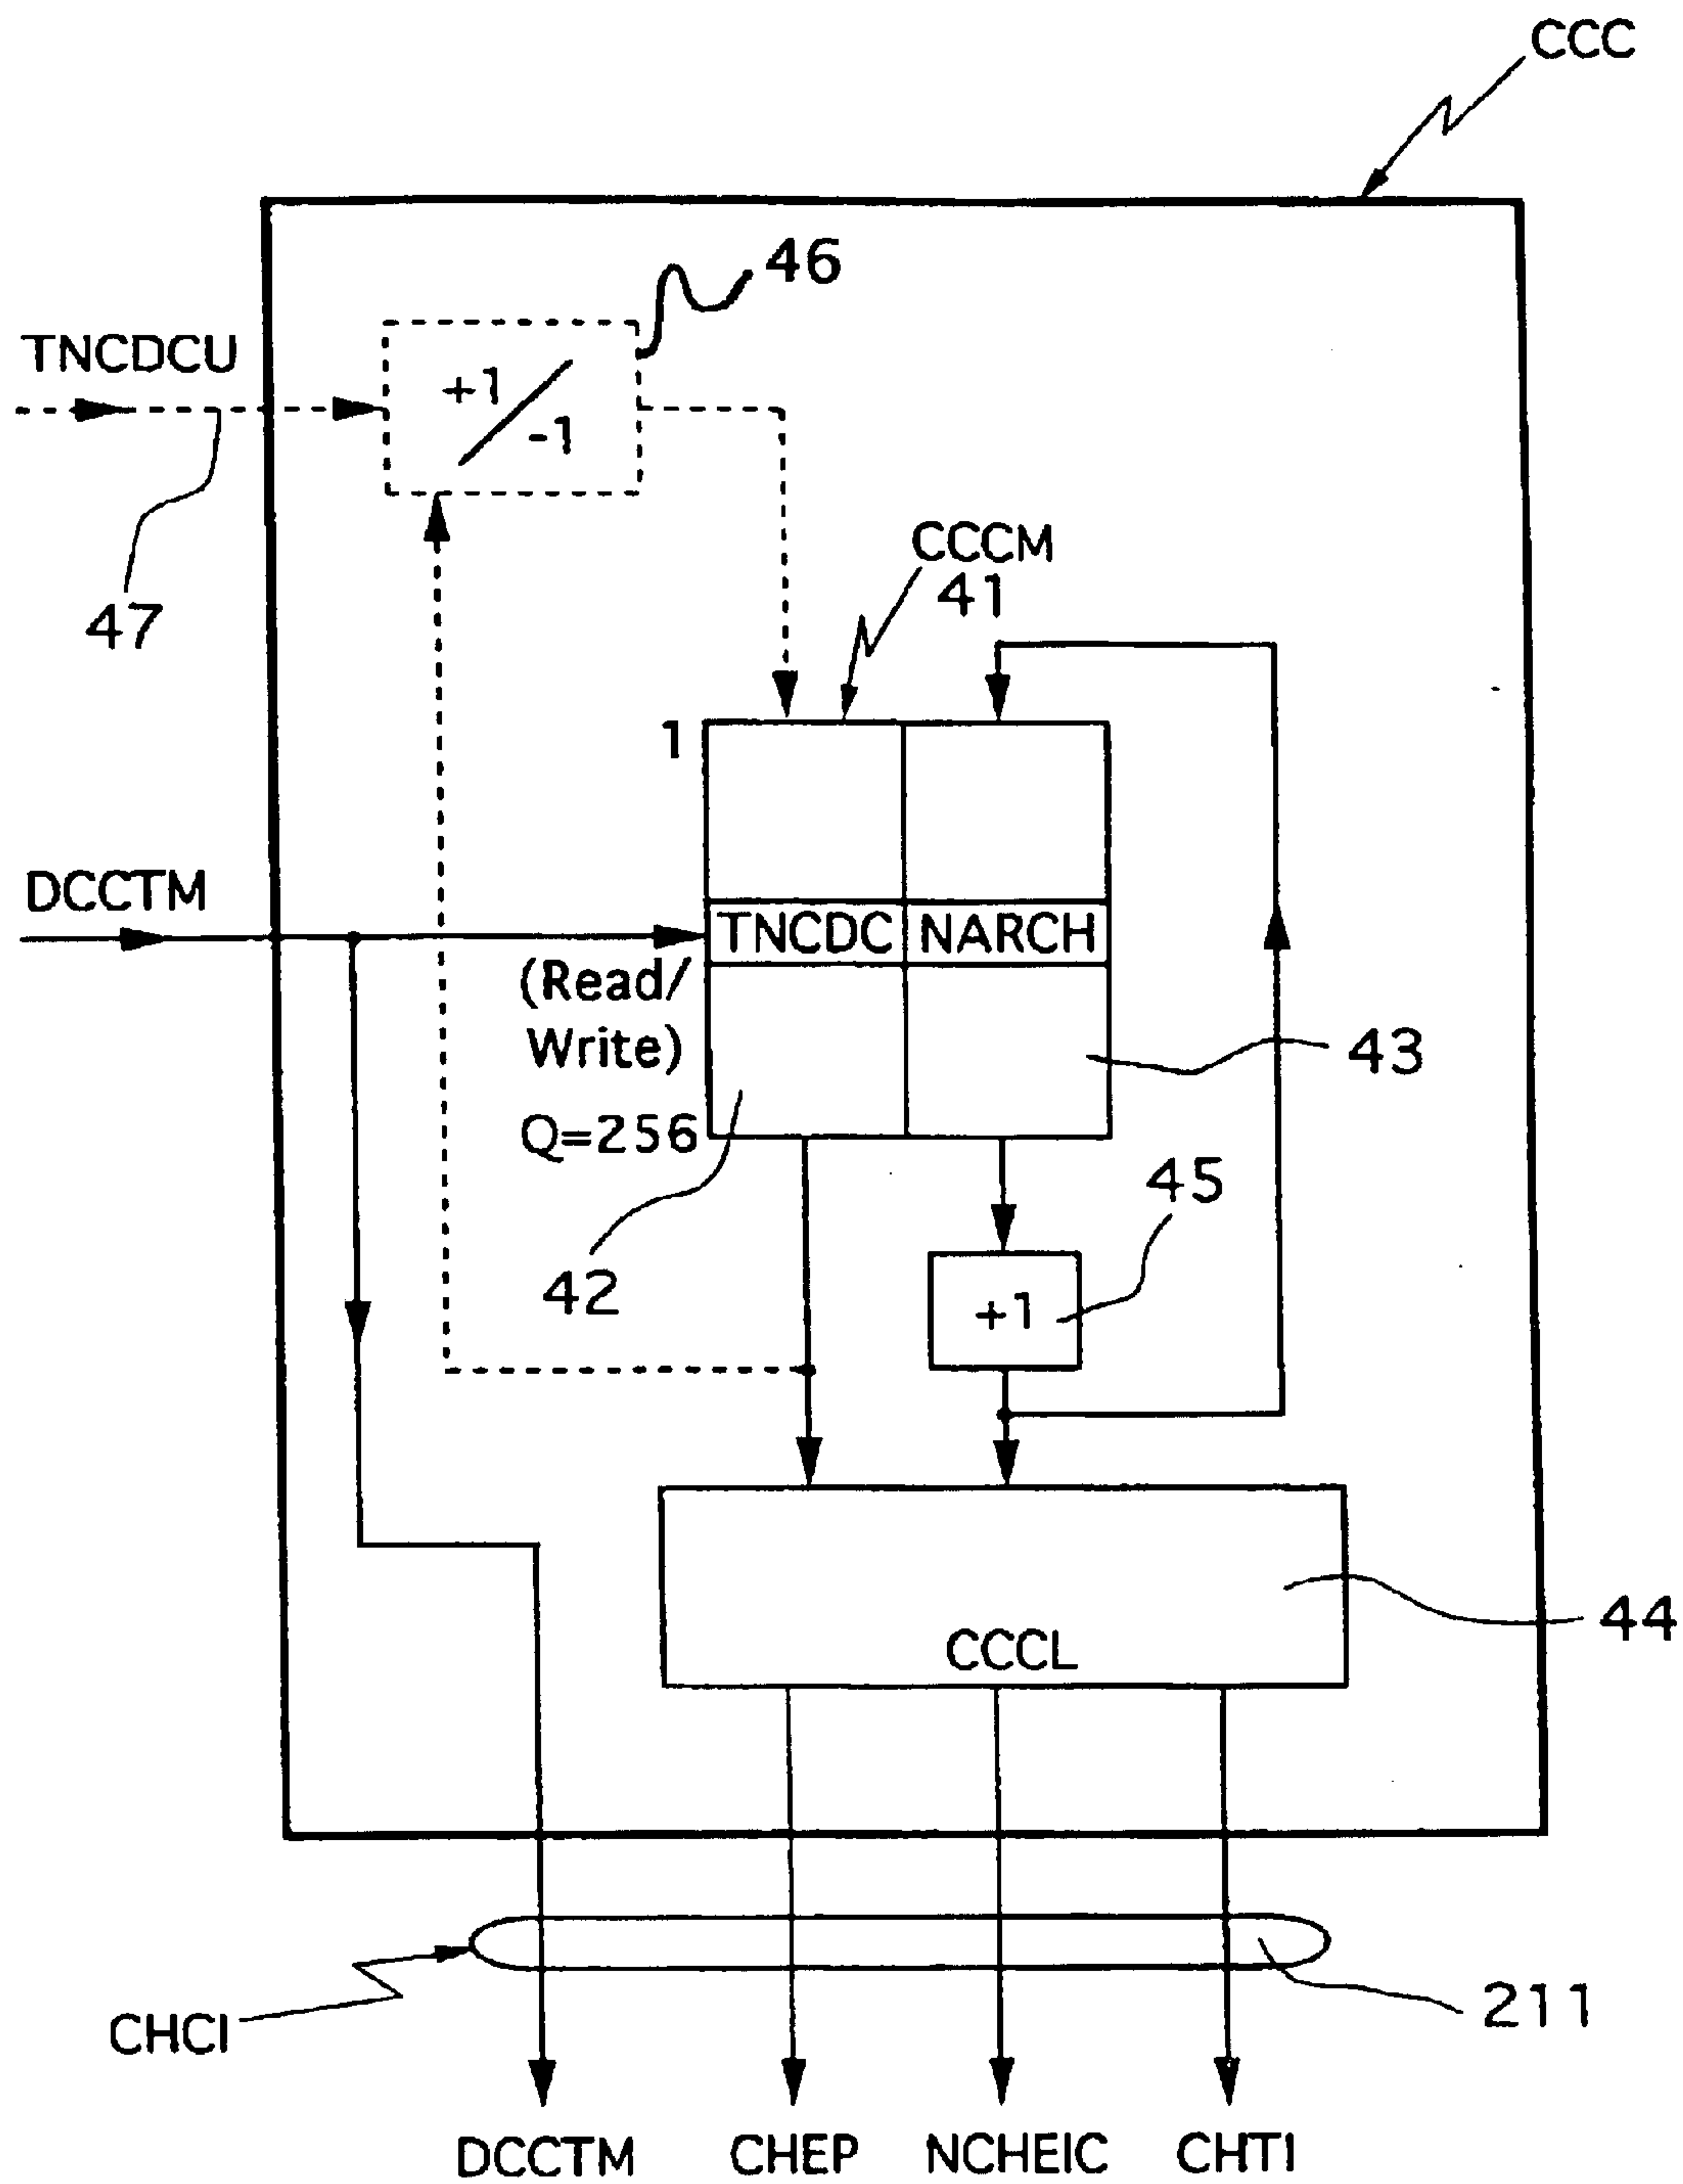 CCC
46
TNCDCU
+1
-1
CCCM
41
47
1
DCCTM
TNCDC NARCH
(Read/
Write)
43
Q=256
45
42
+1
44
CCCL
211
CHCI
DCCTM CHEP NCHEIC CHTI